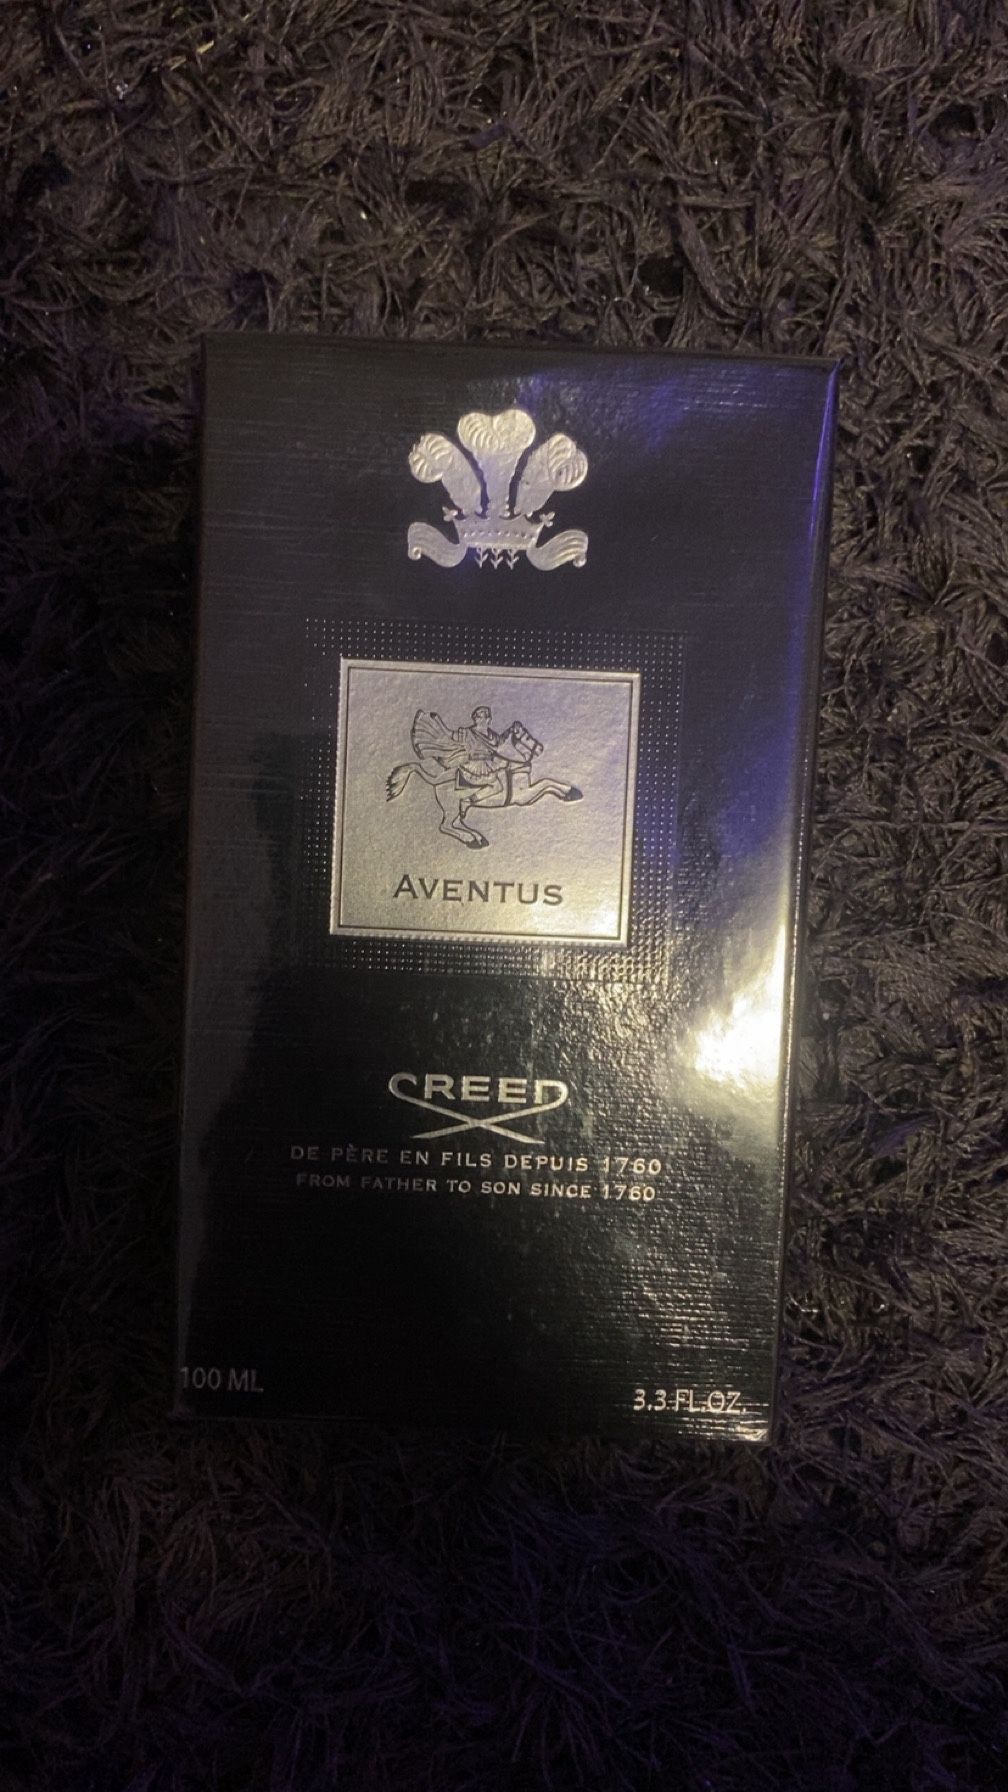 AVENTUS
CREED
DE PÈRE EN FILS DEPUIS 1760
FROM FATHER TO SON SINCE 1760
100 ML
3.3 FL.OZ.